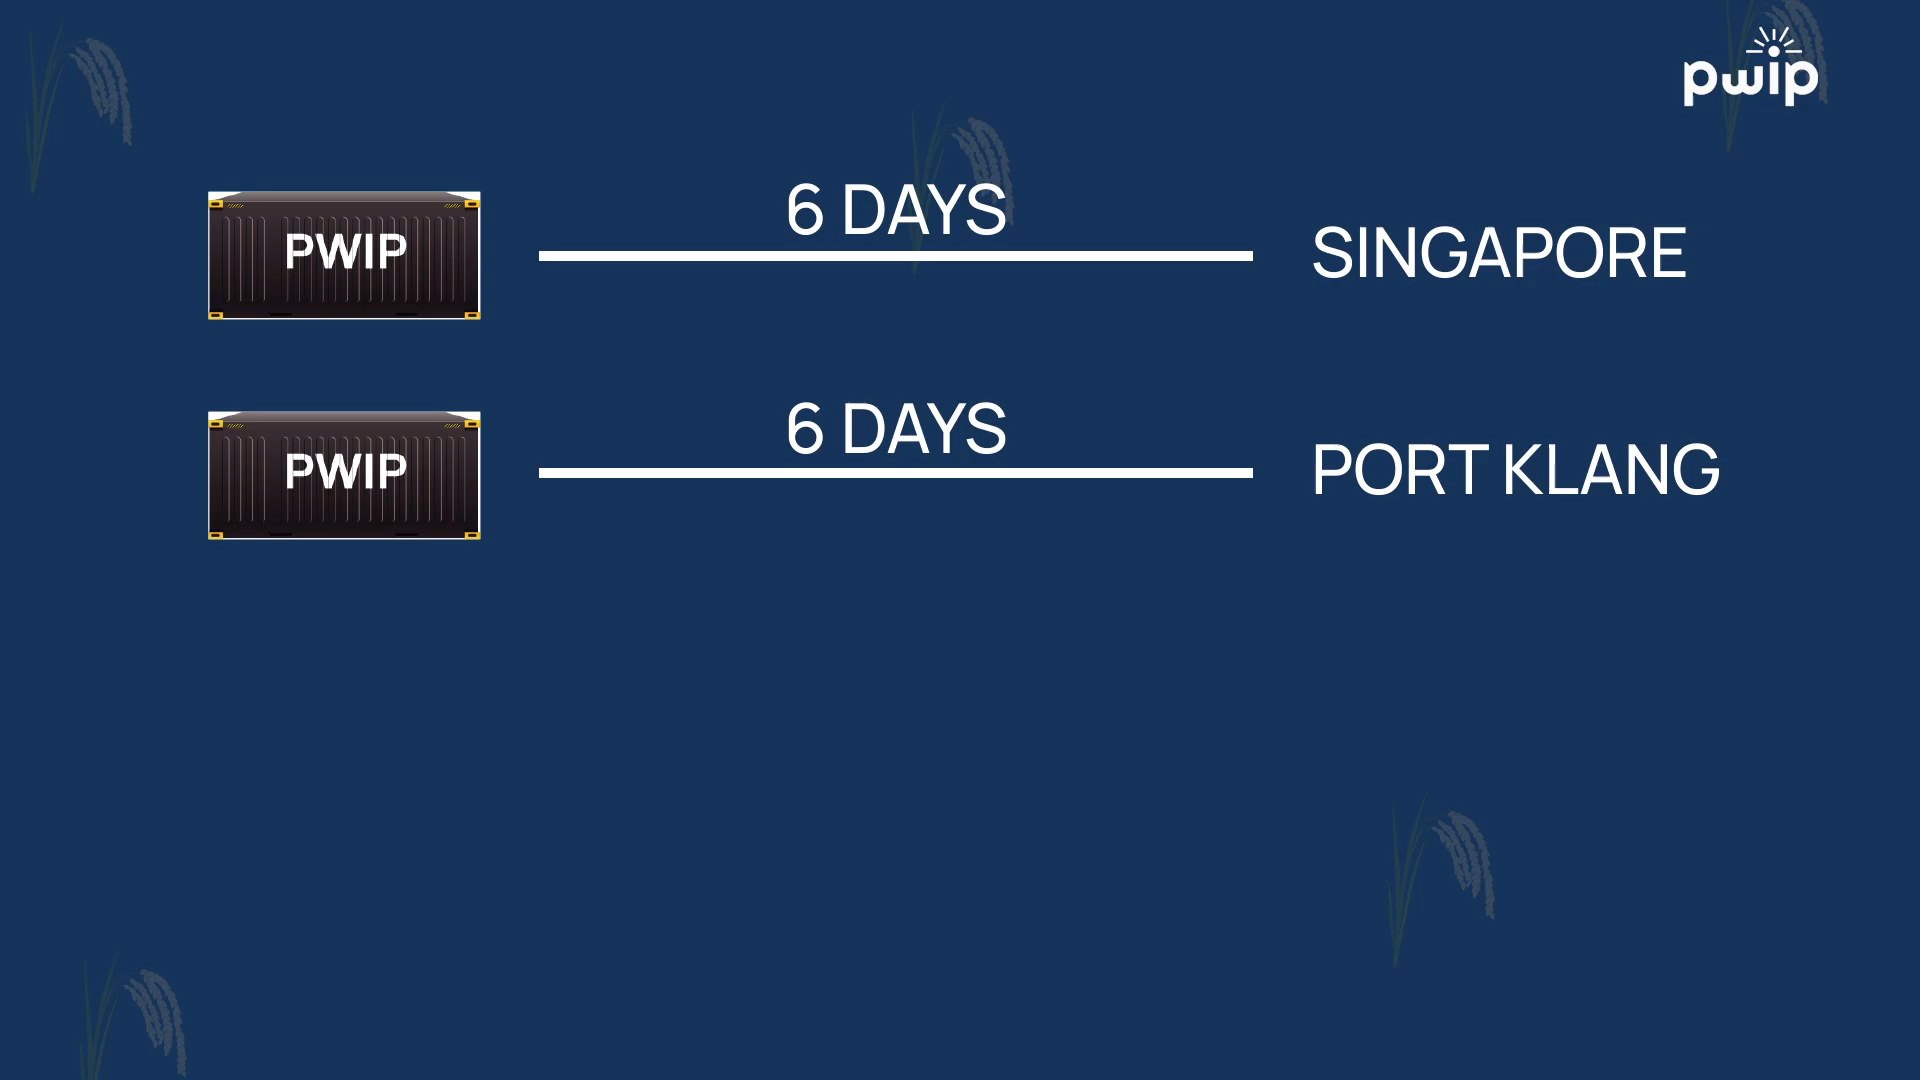 pwip
PWIP
6 DAYS
SINGAPORE
PWIP
6 DAYS
PORT KLANG